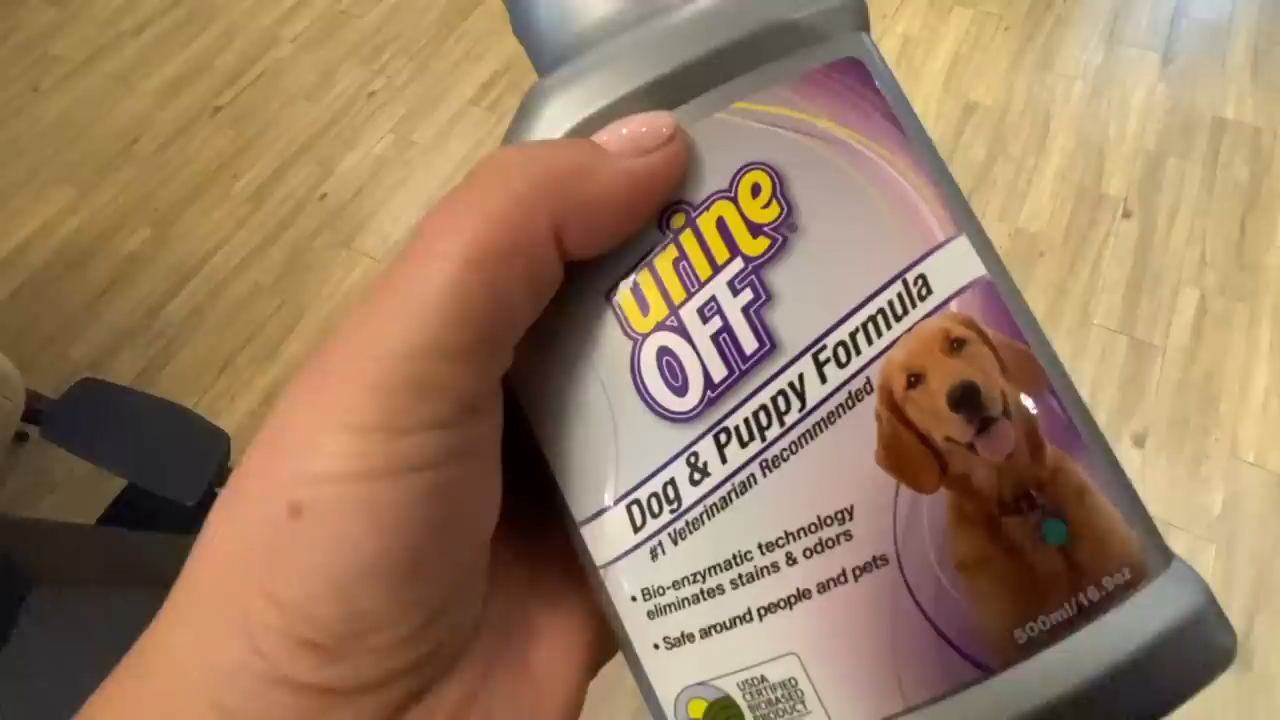 urine
OFF
Dog & Puppy Formula
#1 Veterinarian Recommended
• Bio-enzymatic technology
eliminates stains & odors
• Safe around people and pets
500ml/16.9oz
USDA
CERTIFIED
BIOBASED
PRODUCT